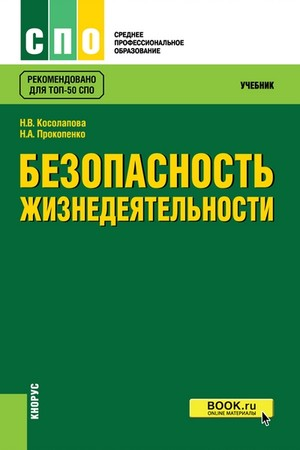 СПО
СРЕДНЕЕ
ПРОФЕССИОНАЛЬНОЕ
ОБРАЗОВАНИЕ
РЕКОМЕНДОВАНО
ДЛЯ ТОП-50 СПО
УЧЕБНИК
Н.В. Косолапова
Н.А. Прокопенко
БЕЗОПАСНОСТЬ
ЖИЗНЕДЕЯТЕЛЬНОСТИ
КНОРУС
BOOK.ru
ONLINE МАТЕРИАЛЫ